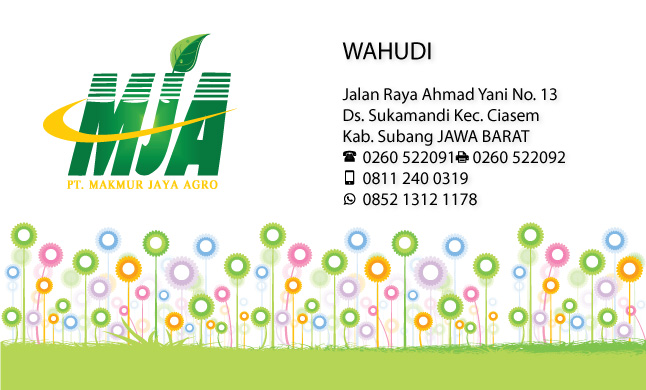 MJA
PT. MAKMUR JAYA AGRO
WAHUDI
Jalan Raya Ahmad Yani No. 13
Ds. Sukamandi Kec. Ciasem
Kab. Subang JAWA BARAT
0260 522091 0260 522092
0811 240 0319
0852 1312 1178